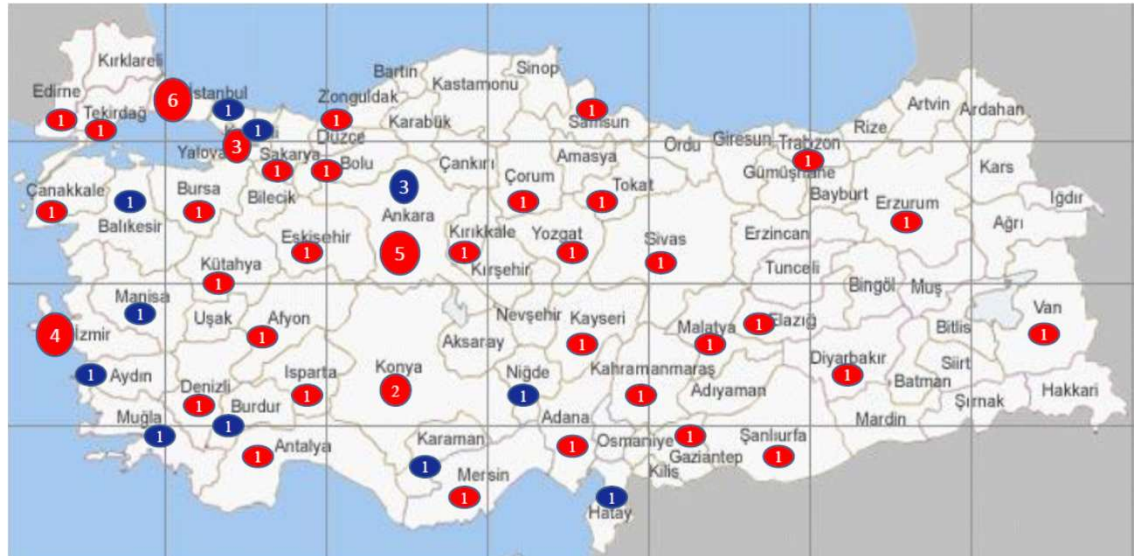 Kırklareli
Edirne
Tekirdağ
1
1
6
İstanbul
1
1
Yalova
3
Sakarya
1
Zonguldak
1
Düzce
Bolu
1
Bartın
Kastamonu
Karabük
Sinop
1
Samsun
Çankırı
Amasya
Ordu
Giresun
Trabzon
1
Gümüşhane
Rize
Artvin
Ardahan
Kars
Iğdır
Bayburt
Erzurum
1
Ağrı
Çanakkale
1
1
Balıkesir
Bursa
1
Bilecik
Eskişehir
1
3
Ankara
5
Kırıkkale
1
Kırşehir
Çorum
1
Yozgat
1
Tokat
1
Sivas
1
Erzincan
Tunceli
Bingöl
Muş
Kütahya
1
Manisa
1
4
İzmir
Uşak
Afyon
1
Konya
2
Aksaray
Nevşehir
Kayseri
1
Malatya
1
1
Elazığ
Bitlis
Van
1
Diyarbakır
1
Siirt
Batman
Şırnak
Hakkari
Mardin
1
Aydın
Denizli
1
Isparta
1
Burdur
1
Muğla
1
1
Antalya
Karaman
1
Mersin
1
Niğde
1
Adana
1
Kahramanmaraş
1
Adıyaman
Osmaniye
1
Gaziantep
Kilis
Şanlıurfa
1
1
Hatay